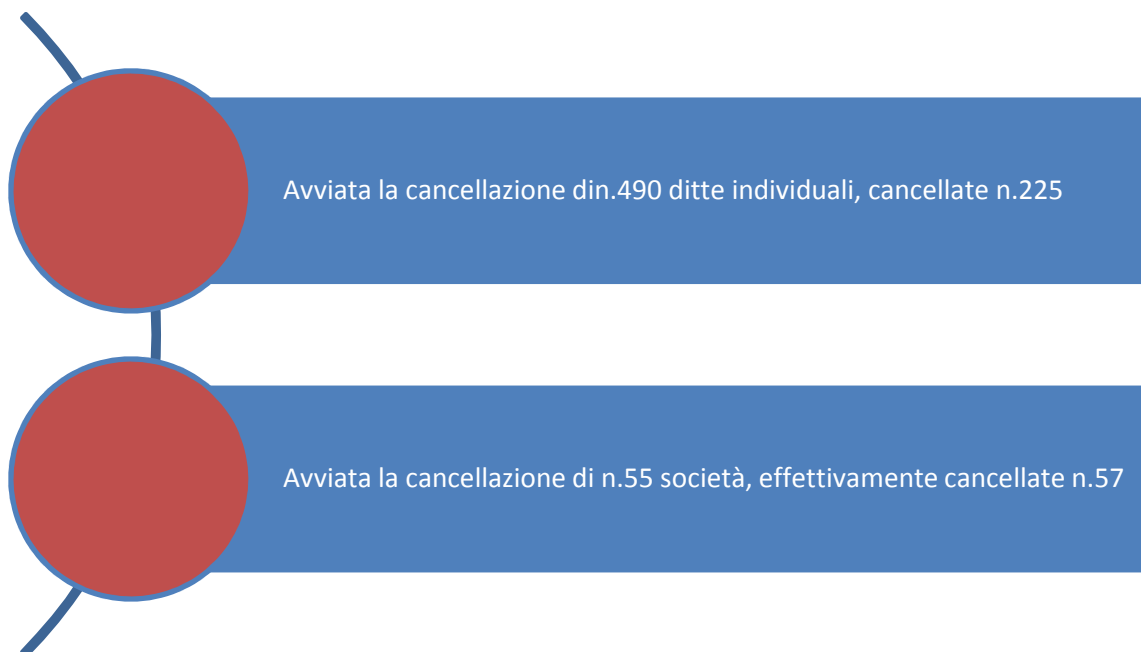 Avviata la cancellazione din.490 ditte individuali, cancellate n.225
Avviata la cancellazione di n.55 società, effettivamente cancellate n.57